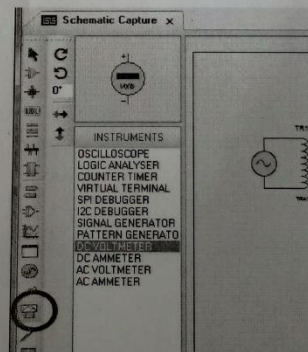 Schematic Capture x
0°
INSTRUMENTS
OSCILLOSCOPE
LOGIC ANALYSER
COUNTER TIMER
VIRTUAL TERMINAL
SPI DEBUGGER
I2C DEBUGGER
SIGNAL GENERATOR
PATTERN GENERATO
DC VOLTMETER
DC AMMETER
AC VOLTMETER
AC AMMETER